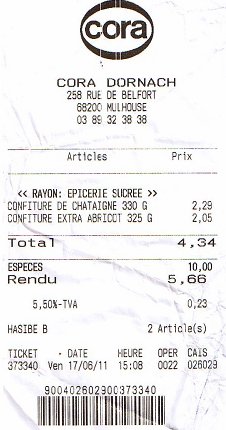 cora
CORA DORNACH
258 RUE DE BELFORT
68200 MULHOUSE
03 89 32 38 38
Articles Prix
<< RAYON: EPICERIE SUCREE >>
CONFITURE DE CHATAIGNE 330 G 2,29
CONFITURE EXTRA ABRICOT 325 G 2,05
Total 4,34
ESPECES 10,00
Rendu 5,66
5,50%-TVA 0,23
HASIBE B 2 Article(s)
TICKET · DATE HEURE OPER CAIS
373340 Ven 17/06/11 15:08 0022 026029
9004026029003733​40